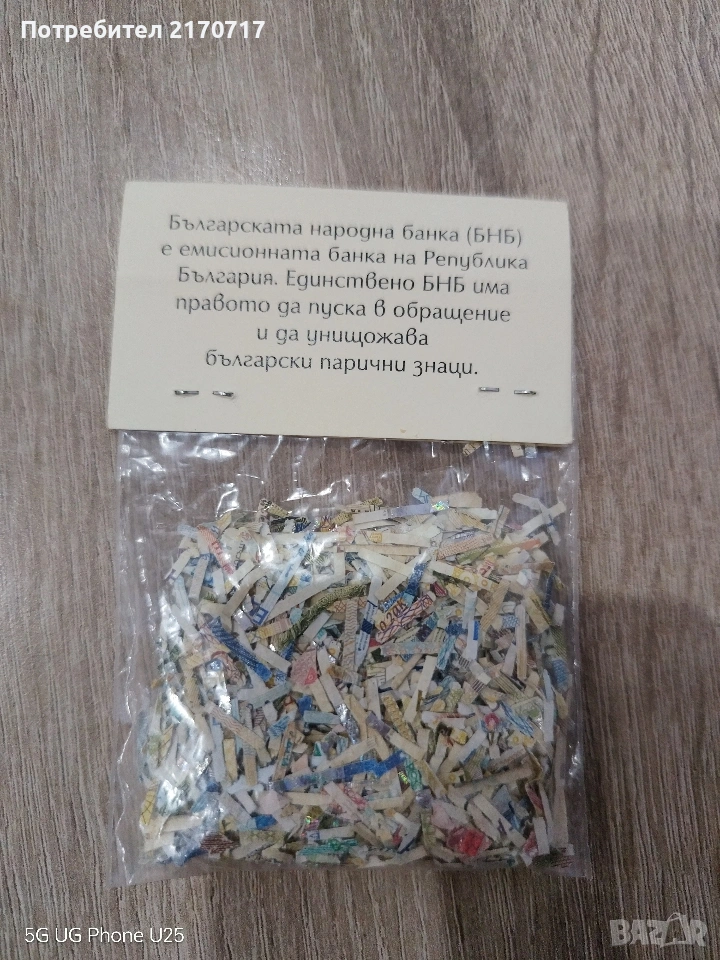 Потребител 2170717
Българската народна банка (БНБ)
е емисионната банка на Република
България. Единствено БНБ има
правото да пуска в обращение
и да унищожава
български парични знаци.
5G UG Phone U25
BAZAR